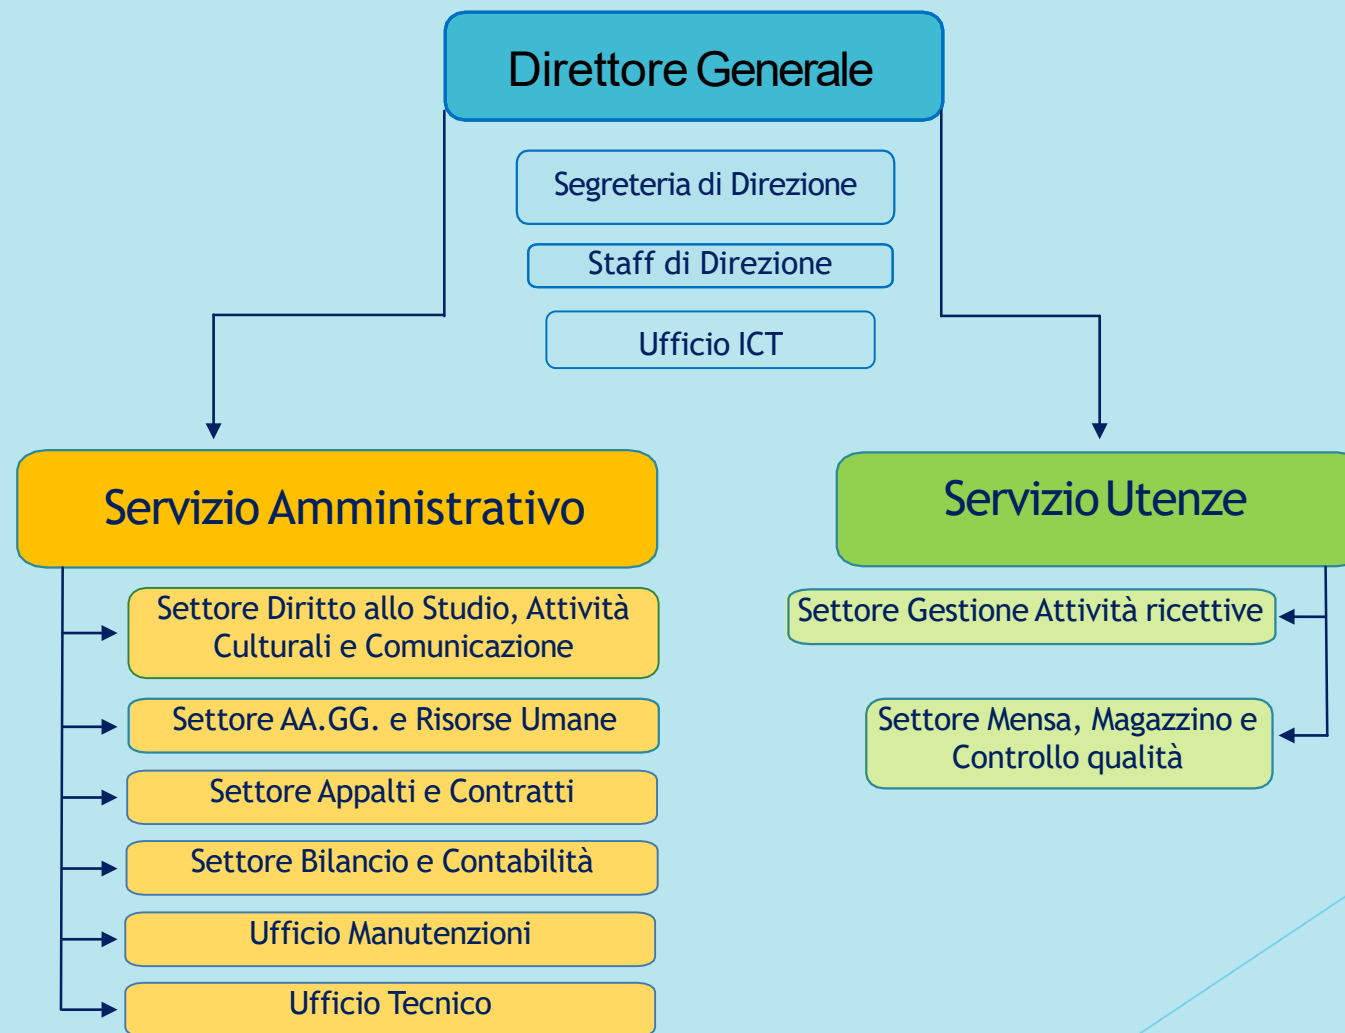 Direttore Generale
Segreteria di Direzione
Staff di Direzione
Ufficio ICT
Servizio Amministrativo
Settore Diritto allo Studio, Attività
Culturali e Comunicazione
Settore AA.GG. e Risorse Umane
Settore Appalti e Contratti
Settore Bilancio e Contabilità
Ufficio Manutenzioni
Ufficio Tecnico
Servizio Utenze
Settore Gestione Attività ricettive
Settore Mensa, Magazzino e
Controllo qualità